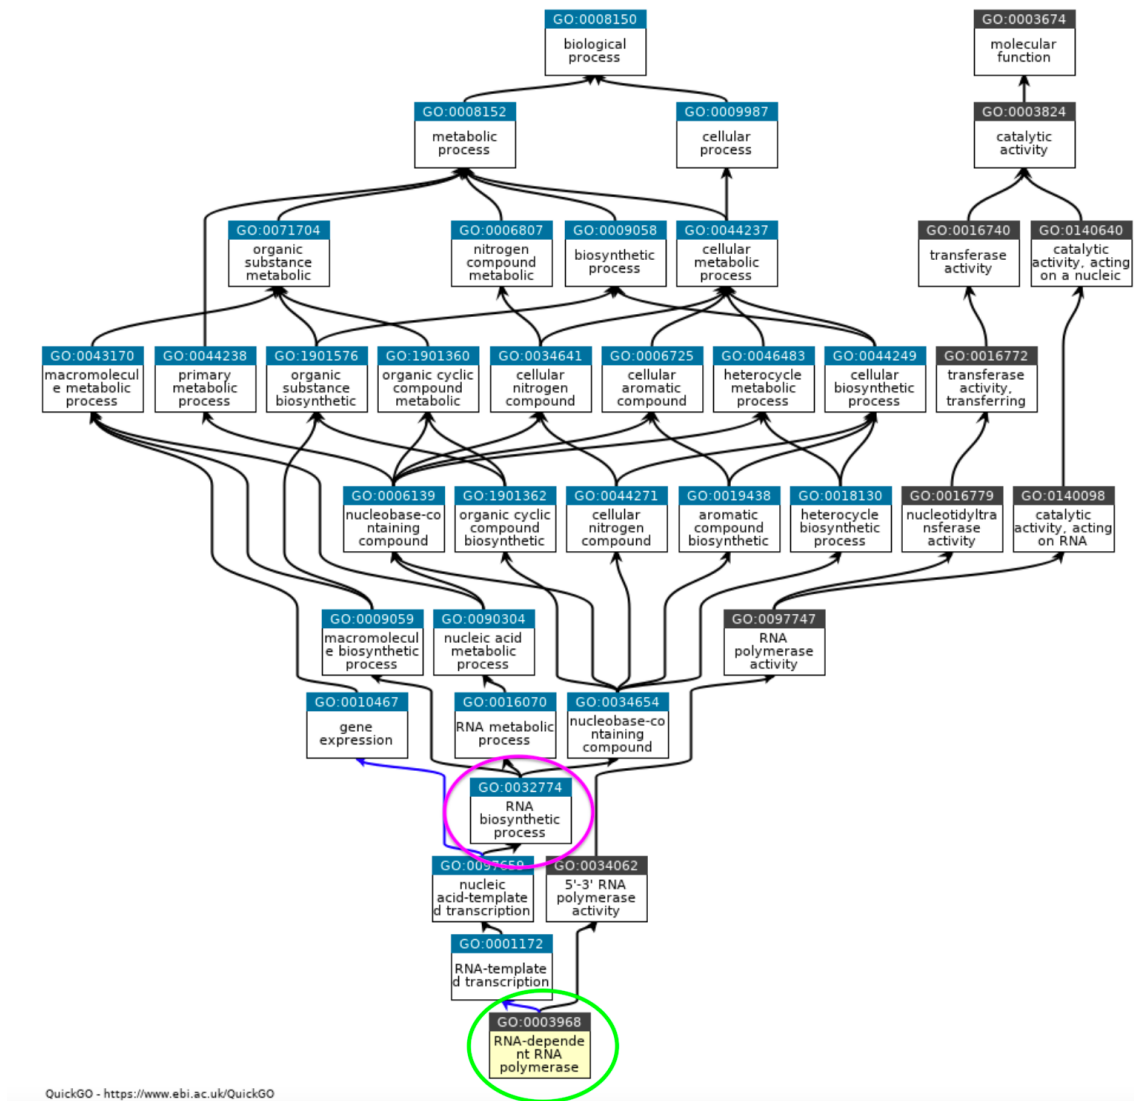 GO:0008150
biological
process
GO:0003674
molecular
function
GO:0008152
metabolic
process
GO:0009987
cellular
process
GO:0003824
catalytic
activity
GO:0071704
organic
substance
metabolic
GO:0006807
nitrogen
compound
metabolic
GO:0009058
biosynthetic
process
GO:0044237
cellular
metabolic
process
GO:0016740
transferase
activity
GO:0140640
catalytic
activity, acting
on a nucleic
GO:0043170
macromolecul
e metabolic
process
GO:0044238
primary
metabolic
process
GO:1901576
organic
substance
biosynthetic
GO:1901360
organic cyclic
compound
metabolic
GO:0034641
cellular
nitrogen
compound
GO:0006725
cellular
aromatic
compound
GO:0046483
heterocycle
metabolic
process
GO:0044249
cellular
biosynthetic
process
GO:0016772
transferase
activity,
transferring
GO:0006139
nucleobase-co
ntaining
compound
GO:1901362
organic cyclic
compound
biosynthetic
GO:0044271
cellular
nitrogen
compound
GO:0019438
aromatic
compound
biosynthetic
GO:0018130
heterocycle
biosynthetic
process
GO:0016779
nucleotidyltra
nsferase
activity
GO:0140098
catalytic
activity, acting
on RNA
GO:0009059
macromolecul
e biosynthetic
process
GO:0090304
nucleic acid
metabolic
process
GO:0097747
RNA
polymerase
activity
GO:0010467
gene
expression
GO:0016070
RNA metabolic
process
GO:0034654
nucleobase-co
ntaining
compound
GO:0032774
RNA
biosynthetic
process
GO:0097659
nucleic
acid-template
d transcription
GO:0034062
5'-3' RNA
polymerase
activity
GO:0001172
RNA-template
d transcription
GO:0003968
RNA-depende
nt RNA
polymerase
QuickGO - https://www.ebi.ac.uk/QuickGO